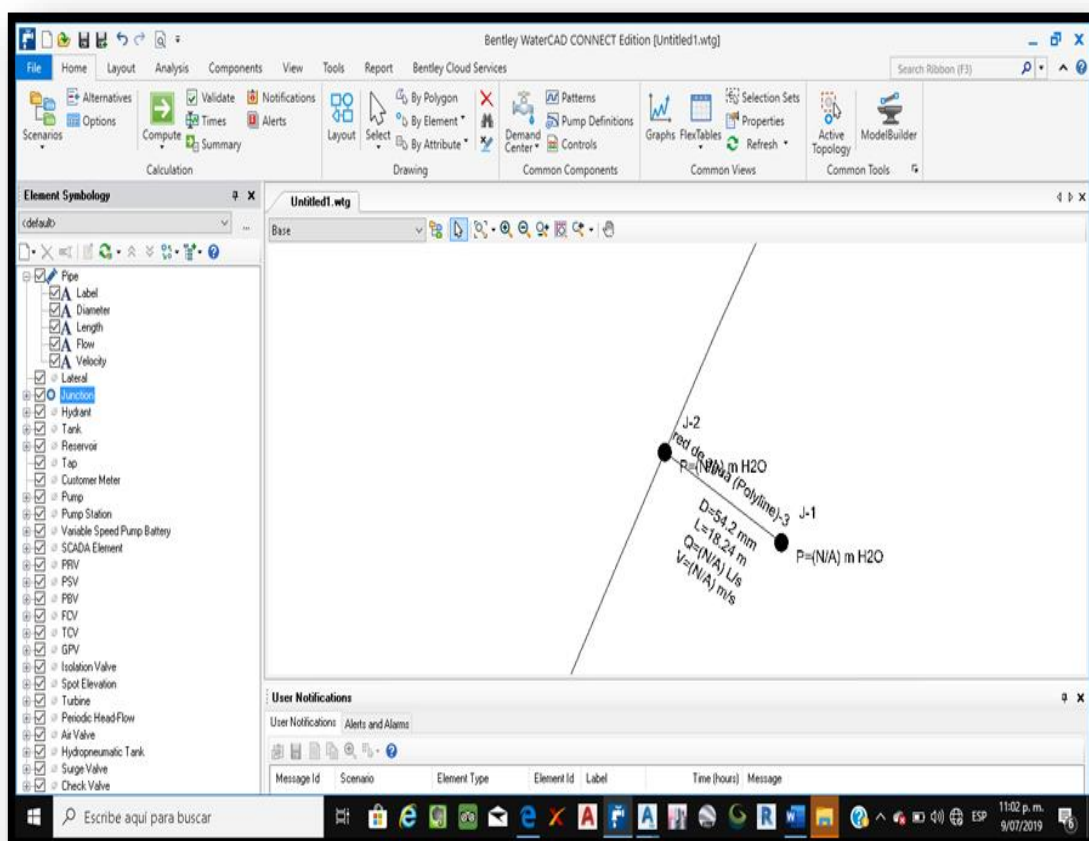 Bentley WaterCAD CONNECT Edition [Untitled1.wtg]
File Home Layout Analysis Components View Tools Report Bentley Cloud Services Search Ribbon (F3)
Alternatives Validate Notifications By Polygon Patterns Selection Sets
Options Times Alerts By Element Pump Definitions Properties
Scenarios Compute Summary Layout Select By Attribute Demand Center Controls Graphs FlexTables Refresh Active Topology ModelBuilder
Calculation Drawing Common Components Common Views Common Tools
Element Symbology
<default>
Untitled1.wtg
Base
Pipe
Label
Diameter
Length
Flow
Velocity
Lateral
Junction
Hydrant
Tank
Reservoir
Tap
Customer Meter
Pump
Pump Station
Variable Speed Pump Battery
SCADA Element
PRV
PSV
PBV
FCV
TCV
GPV
Isolation Valve
Spot Elevation
Turbine
Periodic Head-Flow
Air Valve
Hydropneumatic Tank
Surge Valve
Check Valve
J-2
P=(N/A) m H2O
red de agua (Polyline)-3
J-1
P=(N/A) m H2O
D=54.2 mm
L=18.24 m
Q=(N/A) L/s
V=(N/A) m/s
User Notifications
User Notifications Alerts and Alarms
Message Id Scenario Element Type Element Id Label Time (hours) Message
Escribe aquí para buscar
ESP
11:02 p. m.
9/07/2019
6